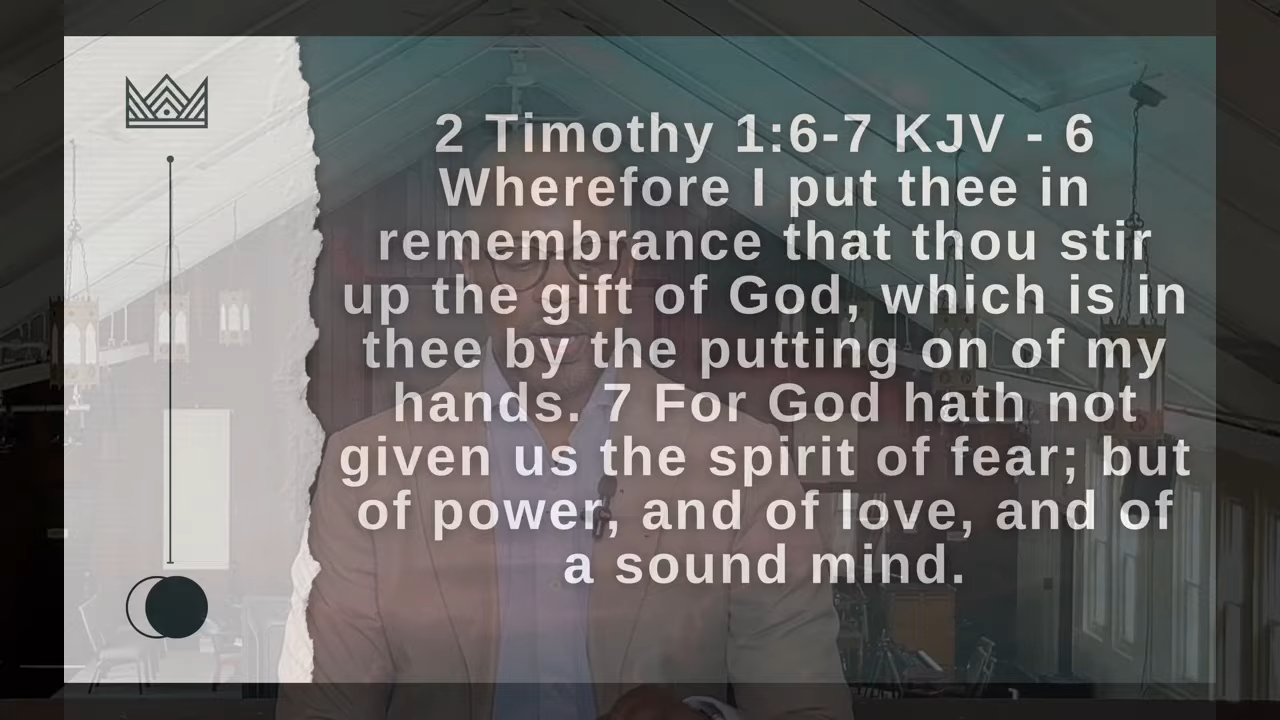 2 Timothy 1:6-7 KJV - 6
Wherefore I put thee in
remembrance that thou stir
up the gift of God, which is in
thee by the putting on of my
hands. 7 For God hath not
given us the spirit of fear; but
of power, and of love, and of
a sound mind.